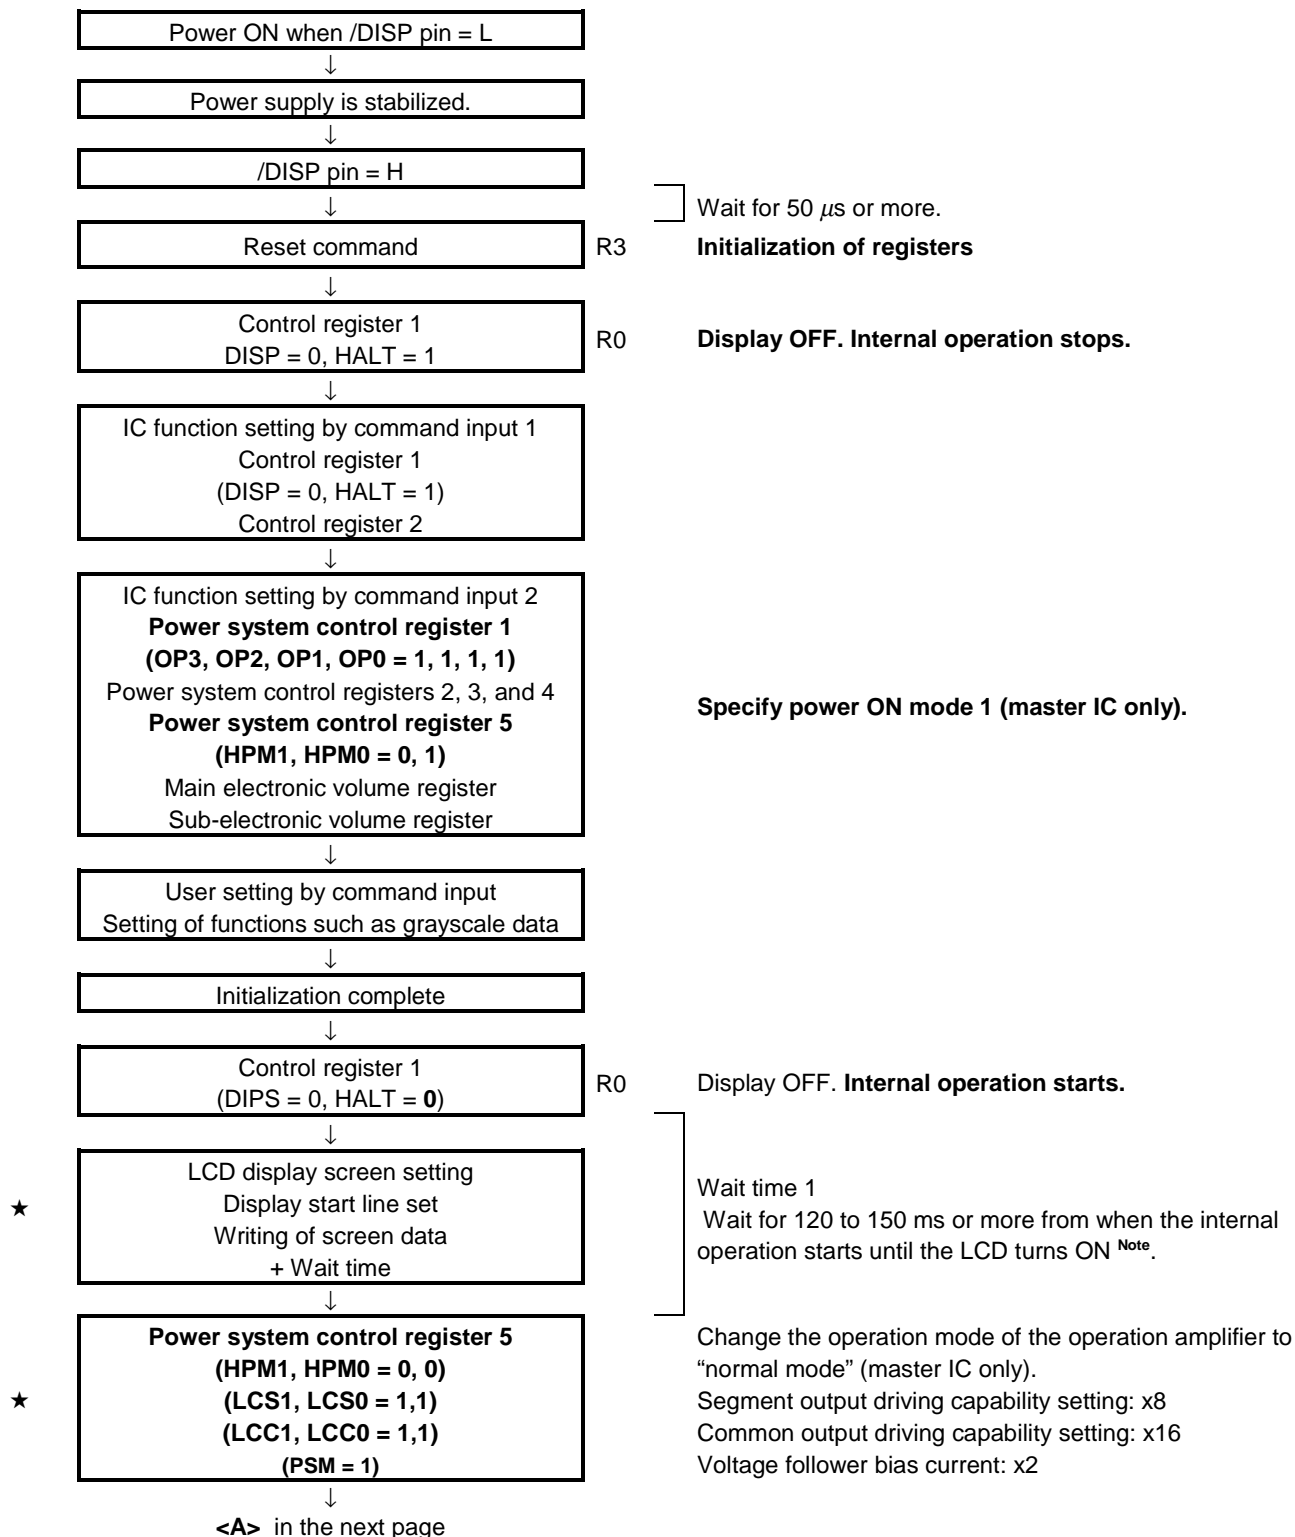 Power ON when /DISP pin = L
↓
Power supply is stabilized.
↓
/DISP pin = H
↓
Wait for 50 μs or more.
Reset command
R3
Initialization of registers
↓
Control register 1
DISP = 0, HALT = 1
R0
Display OFF. Internal operation stops.
↓
IC function setting by command input 1
Control register 1
(DISP = 0, HALT = 1)
Control register 2
↓
IC function setting by command input 2
Power system control register 1
(OP3, OP2, OP1, OP0 = 1, 1, 1, 1)
Power system control registers 2, 3, and 4
Power system control register 5
(HPM1, HPM0 = 0, 1)
Main electronic volume register
Sub-electronic volume register
Specify power ON mode 1 (master IC only).
↓
User setting by command input
Setting of functions such as grayscale data
↓
Initialization complete
↓
Control register 1
(DIPS = 0, HALT = 0)
R0
Display OFF. Internal operation starts.
↓
★
LCD display screen setting
Display start line set
Writing of screen data
+ Wait time
Wait time 1
Wait for 120 to 150 ms or more from when the internal
operation starts until the LCD turns ON Note.
↓
★
Power system control register 5
(HPM1, HPM0 = 0, 0)
(LCS1, LCS0 = 1,1)
(LCC1, LCC0 = 1,1)
(PSM = 1)
Change the operation mode of the operation amplifier to
“normal mode” (master IC only).
Segment output driving capability setting: x8
Common output driving capability setting: x16
Voltage follower bias current: x2
↓
<A> in the next page